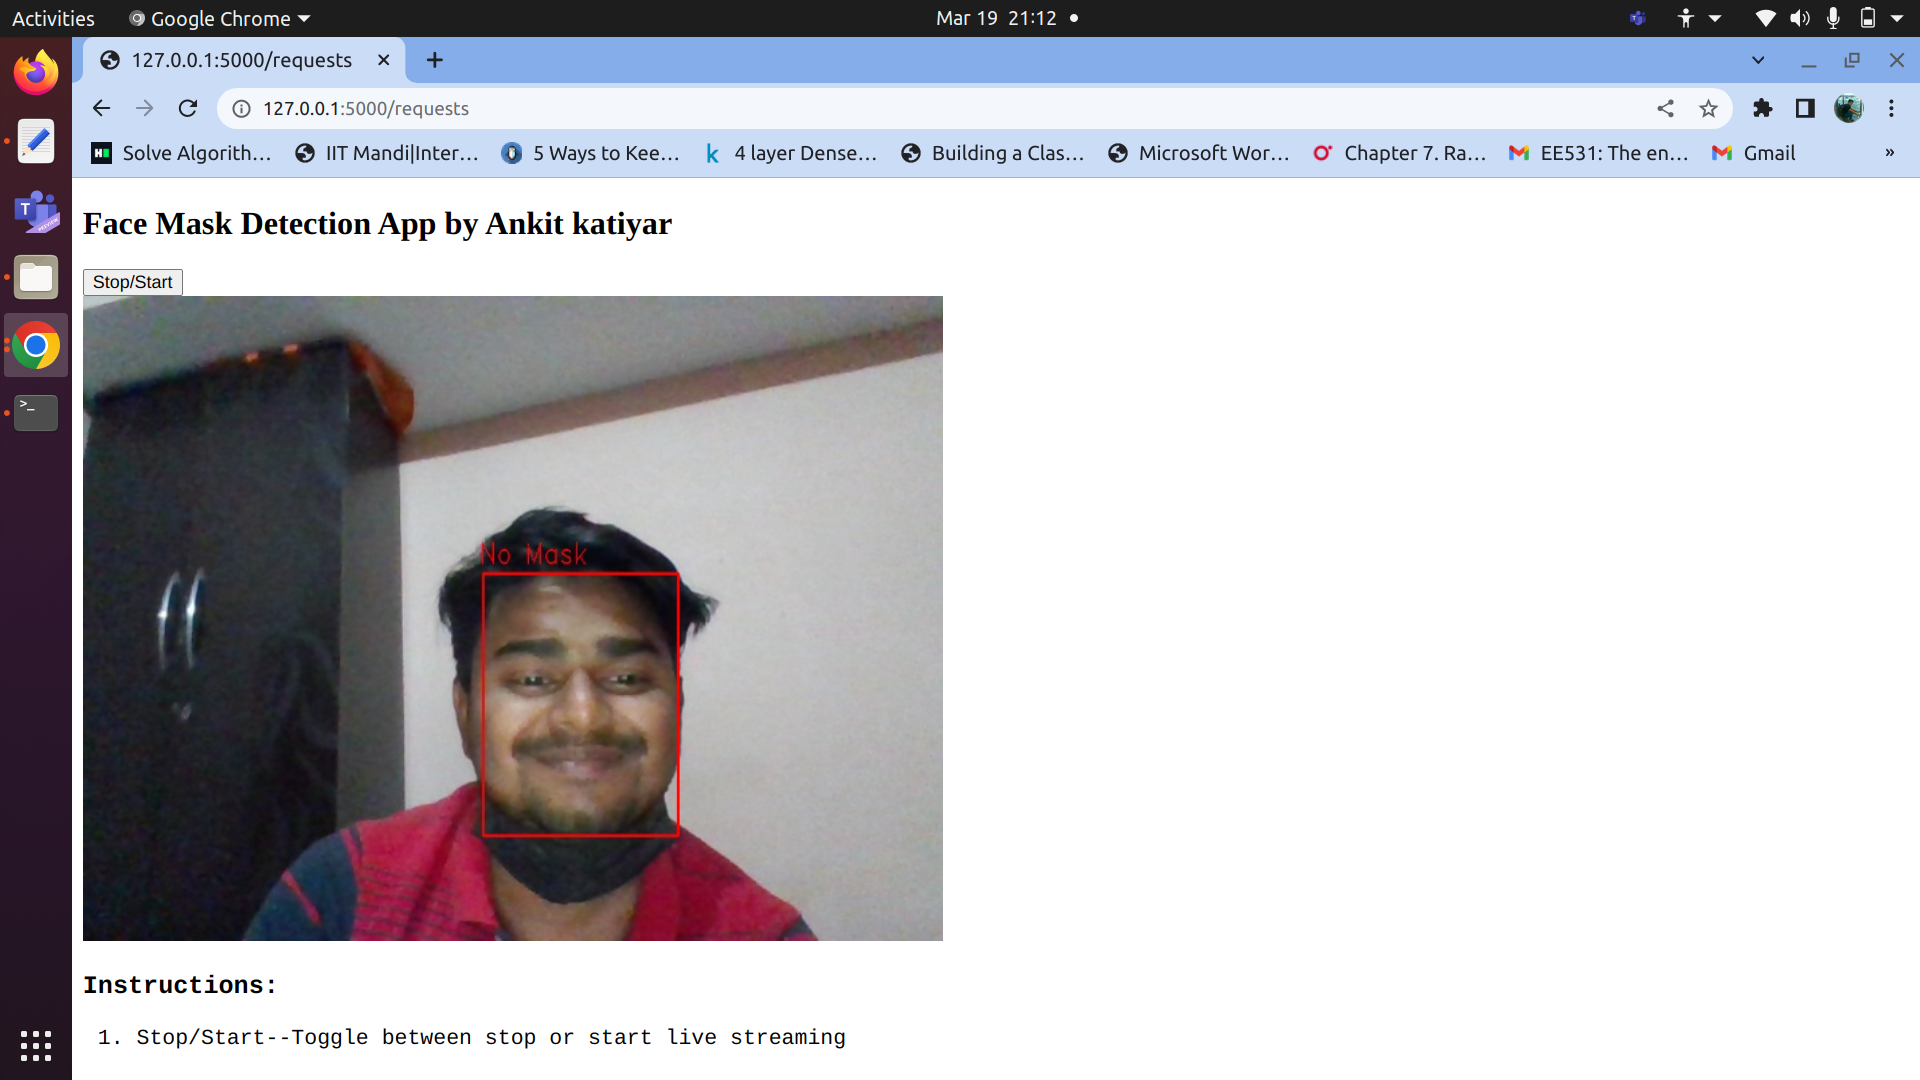 Activities Google Chrome Mar 19 21:12
127.0.0.1:5000/requests
127.0.0.1:5000/requests
Solve Algorith... IIT Mandi|Inter... 5 Ways to Kee... 4 layer Dense... Building a Clas... Microsoft Wor... Chapter 7. Ra... EE531: The en... Gmail »
Face Mask Detection App by Ankit katiyar
Stop/Start
No Mask
Instructions:
1. Stop/Start--Toggle between stop or start live streaming